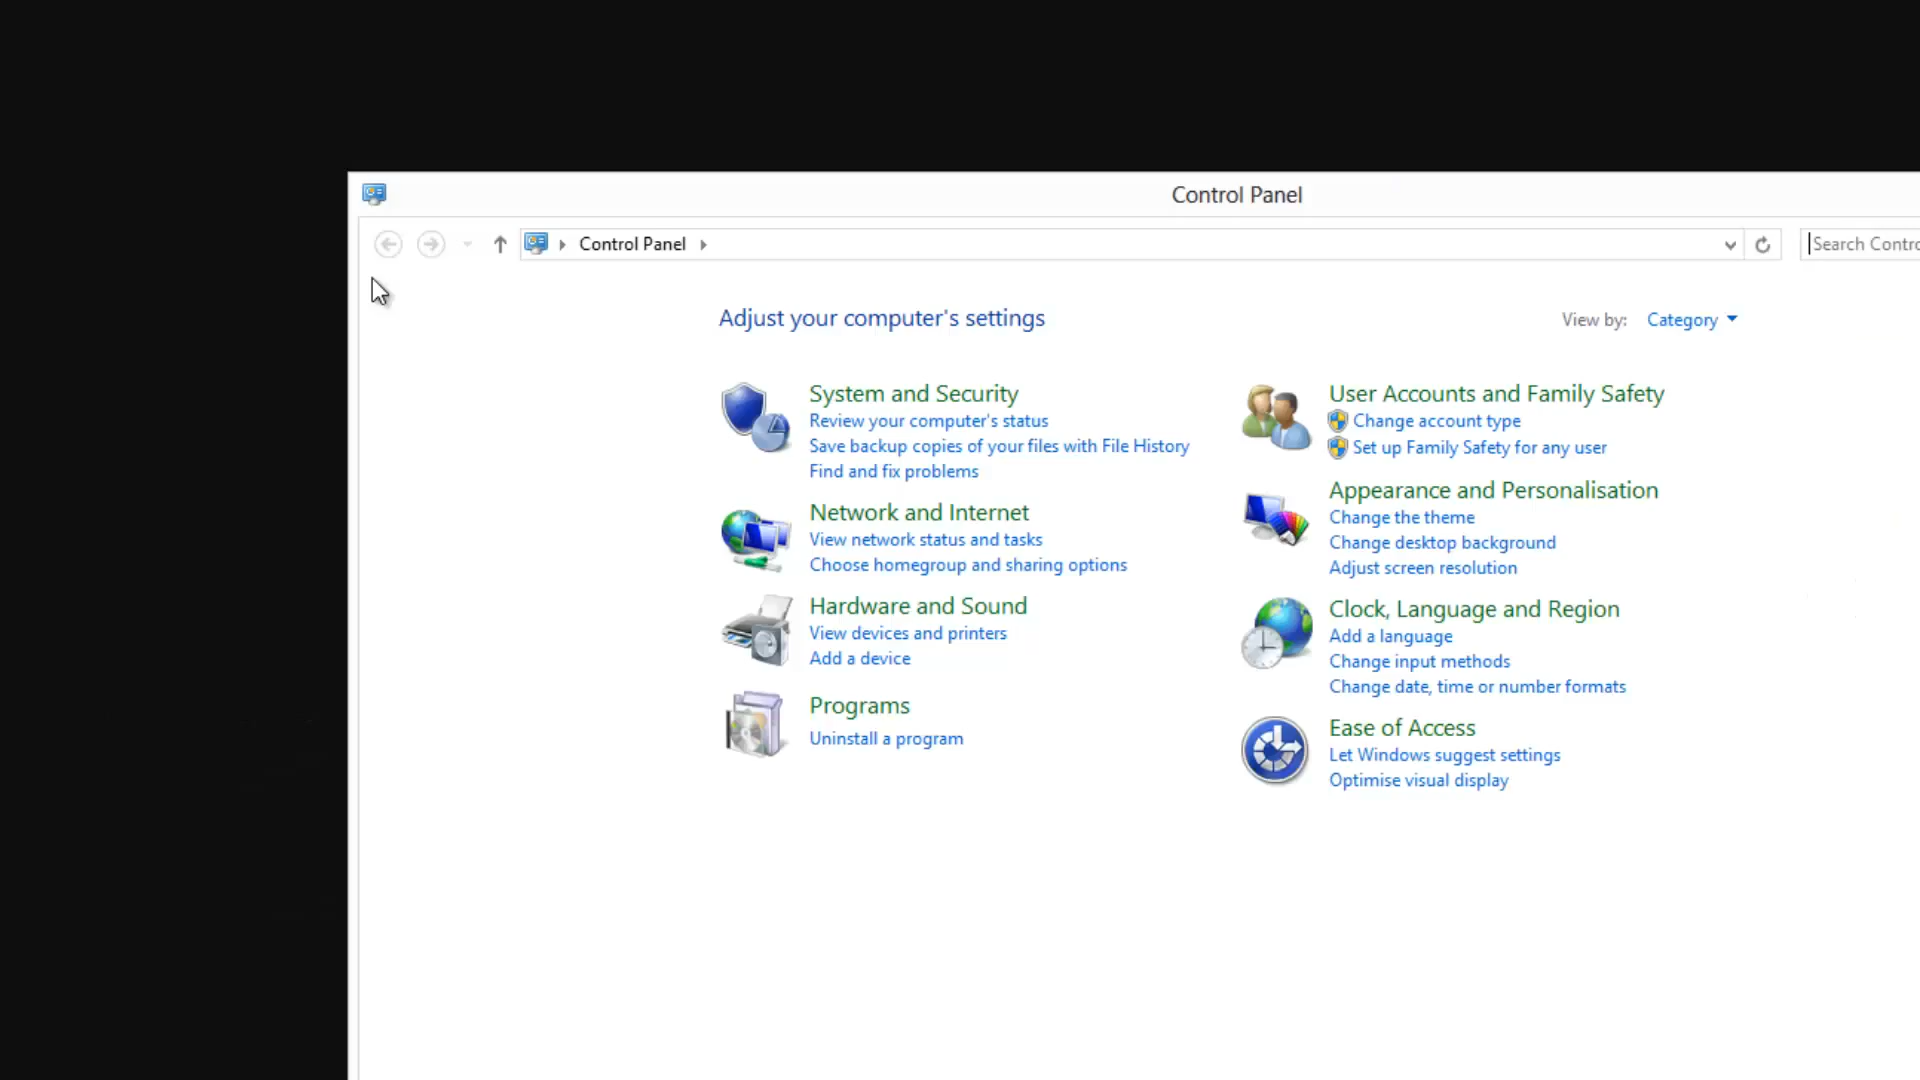 Control Panel
Control Panel
Search Contro
Adjust your computer's settings
View by: Category
System and Security
Review your computer's status
Save backup copies of your files with File History
Find and fix problems
Network and Internet
View network status and tasks
Choose homegroup and sharing options
Hardware and Sound
View devices and printers
Add a device
Programs
Uninstall a program
User Accounts and Family Safety
Change account type
Set up Family Safety for any user
Appearance and Personalisation
Change the theme
Change desktop background
Adjust screen resolution
Clock, Language and Region
Add a language
Change input methods
Change date, time or number formats
Ease of Access
Let Windows suggest settings
Optimise visual display